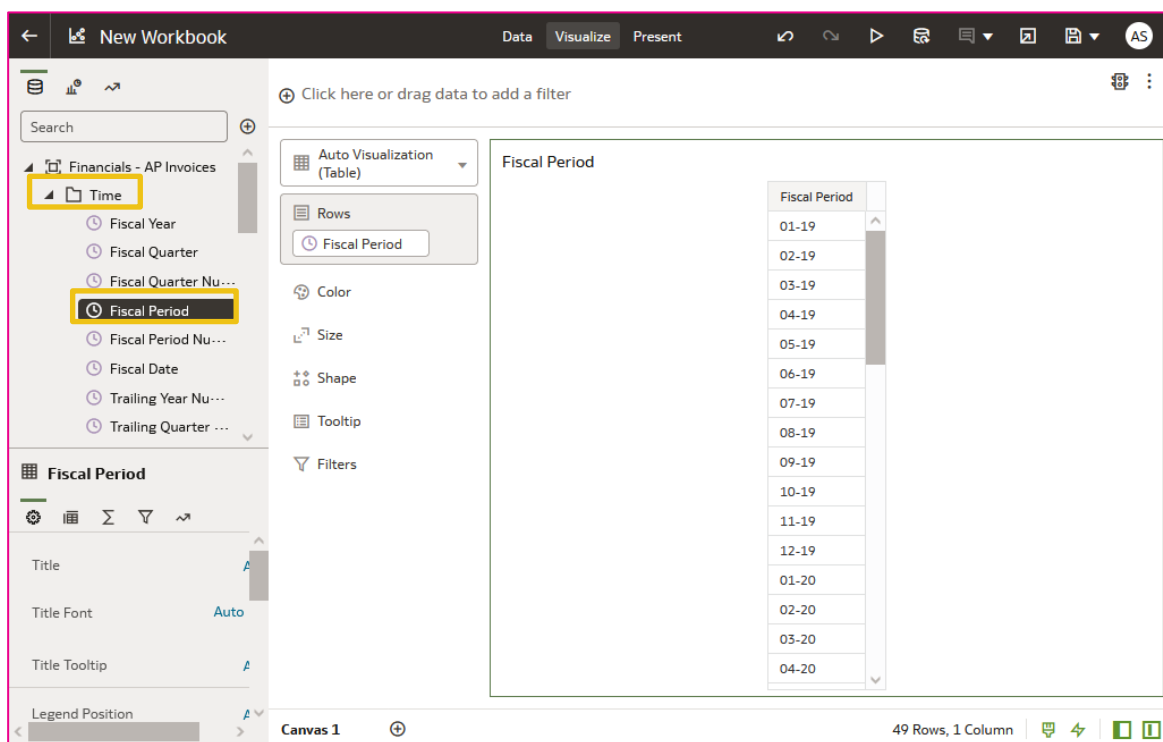 New Workbook
Data Visualize Present
AS
Search
Click here or drag data to add a filter
Financials - AP Invoices
Time
Fiscal Year
Fiscal Quarter
Fiscal Quarter Nu...
Fiscal Period
Fiscal Period Nu...
Fiscal Date
Trailing Year Nu...
Trailing Quarter ...
Fiscal Period
Title
A
Title Font Auto
Title Tooltip
A
Legend Position
A
Auto Visualization
(Table)
Rows
Fiscal Period
Color
Size
Shape
Tooltip
Filters
Fiscal Period
Fiscal Period
01-19
02-19
03-19
04-19
05-19
06-19
07-19
08-19
09-19
10-19
11-19
12-19
01-20
02-20
03-20
04-20
Canvas 1
49 Rows, 1 Column